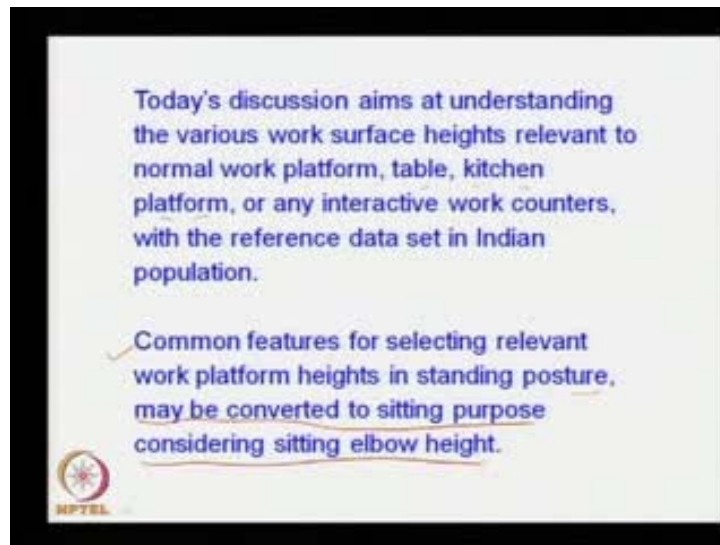 Today's discussion aims at understanding
the various work surface heights relevant to
normal work platform, table, kitchen
platform, or any interactive work counters,
with the reference data set in Indian
population.
Common features for selecting relevant
work platform heights in standing posture,
may be converted to sitting purpose
considering sitting elbow height.
NPTEL